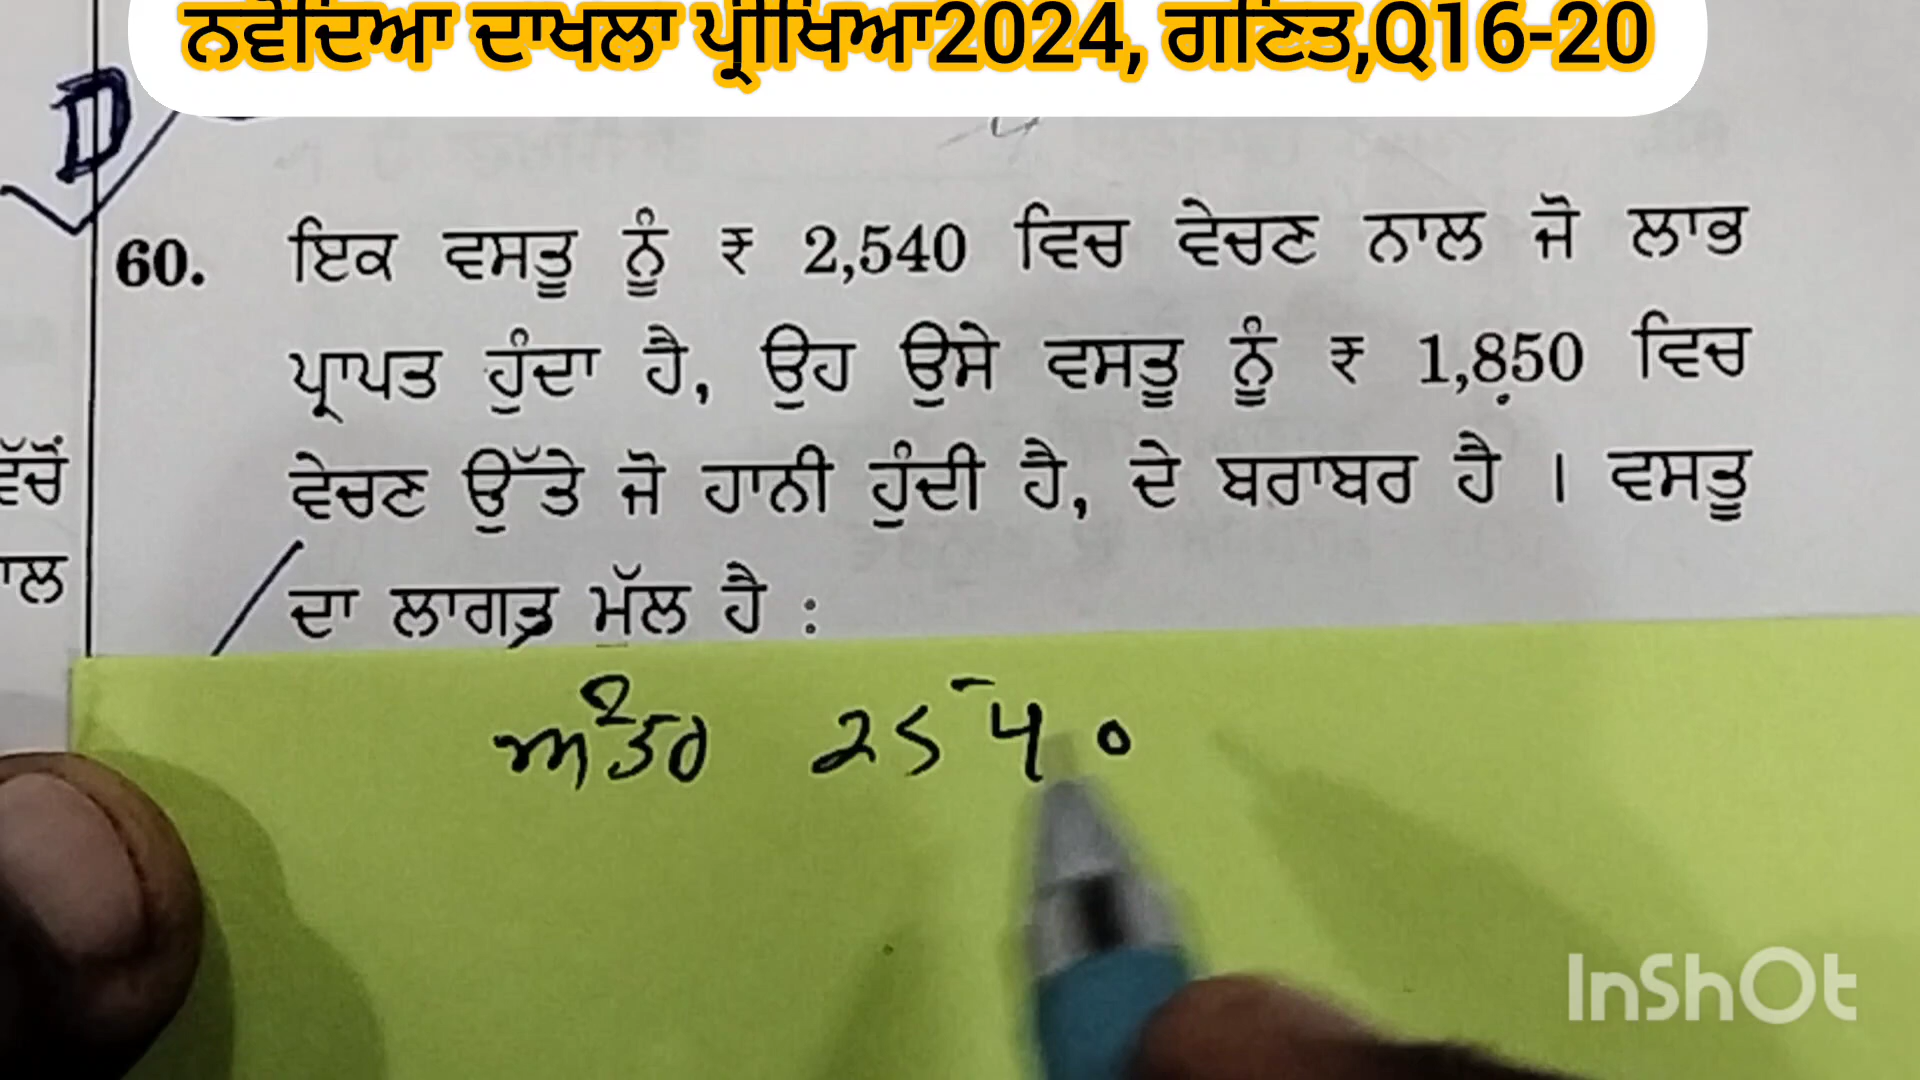 ਨਵੋਦਿਆ ਦਾਖਲਾ ਪ੍ਰੀਖਿਆ2024, ਗਣਿਤ,Q16-20
D
60. ਇਕ ਵਸਤੂ ਨੂੰ ₹ 2,540 ਵਿਚ ਵੇਚਣ ਨਾਲ ਜੋ ਲਾਭ
ਪ੍ਰਾਪਤ ਹੁੰਦਾ ਹੈ, ਉਹ ਉਸੇ ਵਸਤੂ ਨੂੰ ₹ 1,850 ਵਿਚ
ਵੇਚਣ ਉੱਤੇ ਜੋ ਹਾਨੀ ਹੁੰਦੀ ਹੈ, ਦੇ ਬਰਾਬਰ ਹੈ । ਵਸਤੂ
ਦਾ ਲਾਗਤ ਮੁੱਲ ਹੈ :
ਅੰਤਰ 2540
InShOt